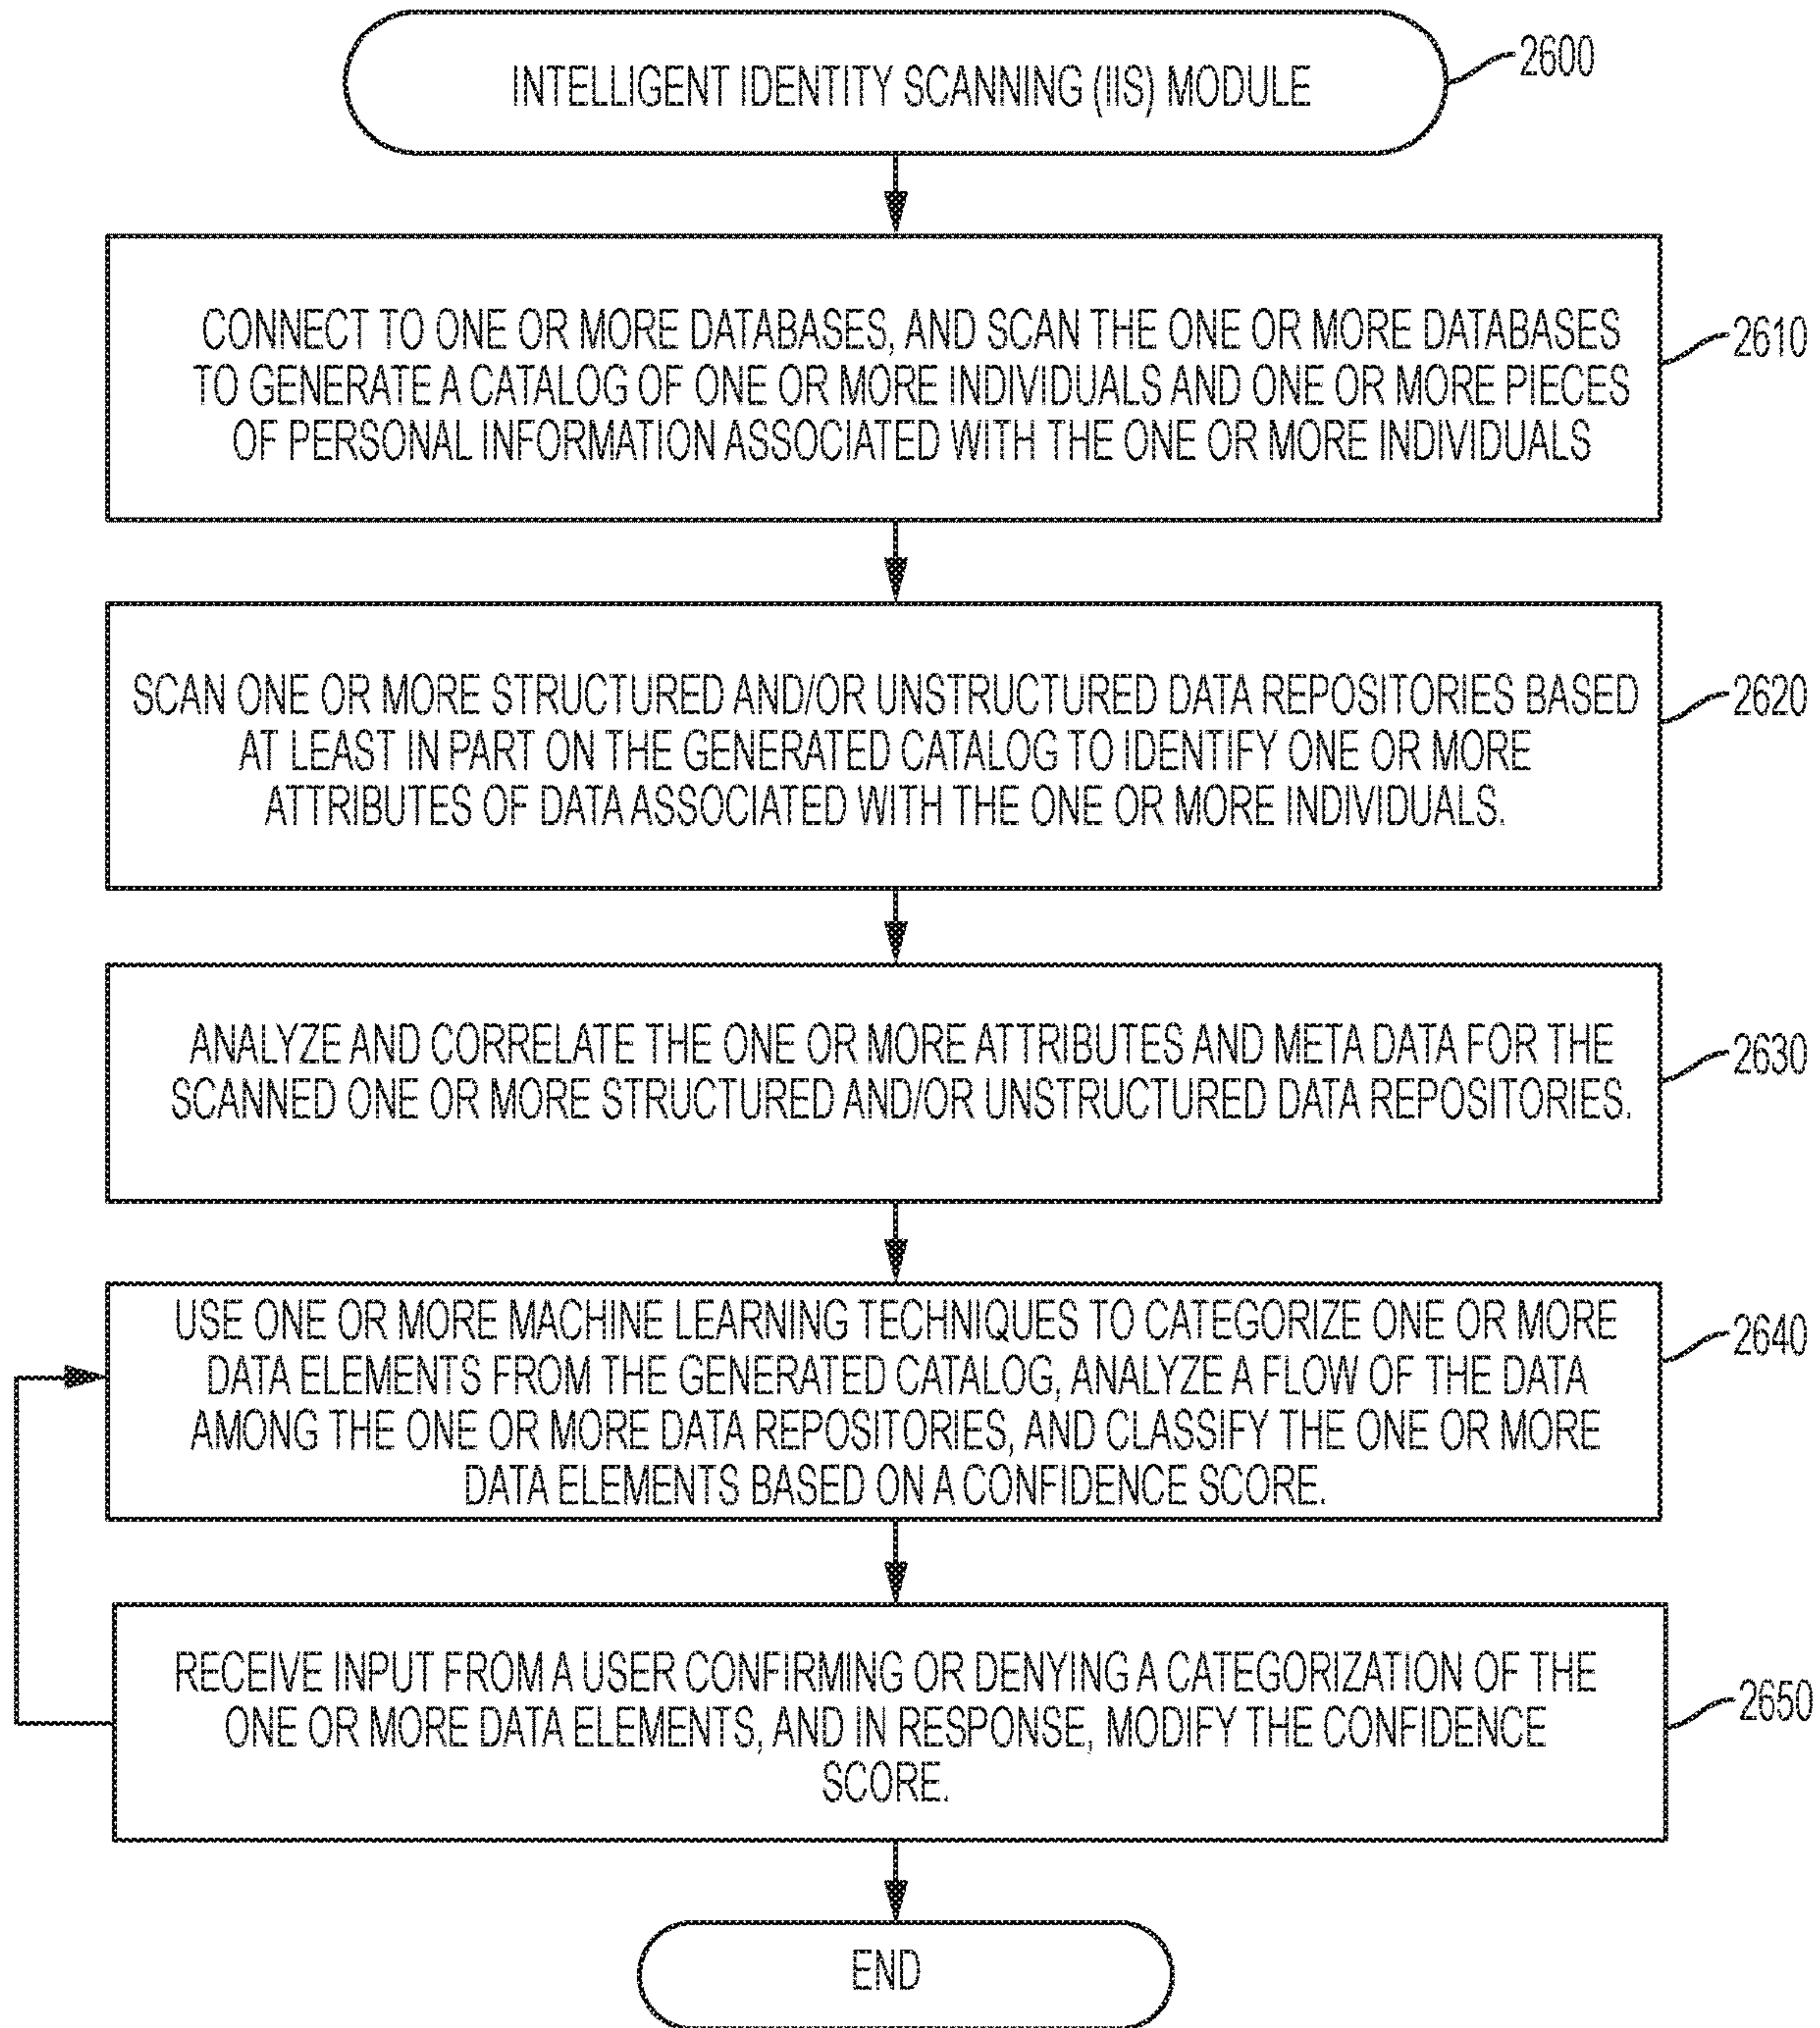 INTELLIGENT IDENTITY SCANNING (IIS) MODULE
2600
CONNECT TO ONE OR MORE DATABASES, AND SCAN THE ONE OR MORE DATABASES
TO GENERATE A CATALOG OF ONE OR MORE INDIVIDUALS AND ONE OR MORE PIECES
OF PERSONAL INFORMATION ASSOCIATED WITH THE ONE OR MORE INDIVIDUALS
2610
SCAN ONE OR MORE STRUCTURED AND/OR UNSTRUCTURED DATA REPOSITORIES BASED
AT LEAST IN PART ON THE GENERATED CATALOG TO IDENTIFY ONE OR MORE
ATTRIBUTES OF DATA ASSOCIATED WITH THE ONE OR MORE INDIVIDUALS.
2620
ANALYZE AND CORRELATE THE ONE OR MORE ATTRIBUTES AND META DATA FOR THE
SCANNED ONE OR MORE STRUCTURED AND/OR UNSTRUCTURED DATA REPOSITORIES.
2630
USE ONE OR MORE MACHINE LEARNING TECHNIQUES TO CATEGORIZE ONE OR MORE
DATA ELEMENTS FROM THE GENERATED CATALOG, ANALYZE A FLOW OF THE DATA
AMONG THE ONE OR MORE DATA REPOSITORIES, AND CLASSIFY THE ONE OR MORE
DATA ELEMENTS BASED ON A CONFIDENCE SCORE.
2640
RECEIVE INPUT FROM A USER CONFIRMING OR DENYING A CATEGORIZATION OF THE
ONE OR MORE DATA ELEMENTS, AND IN RESPONSE, MODIFY THE CONFIDENCE
SCORE.
2650
END